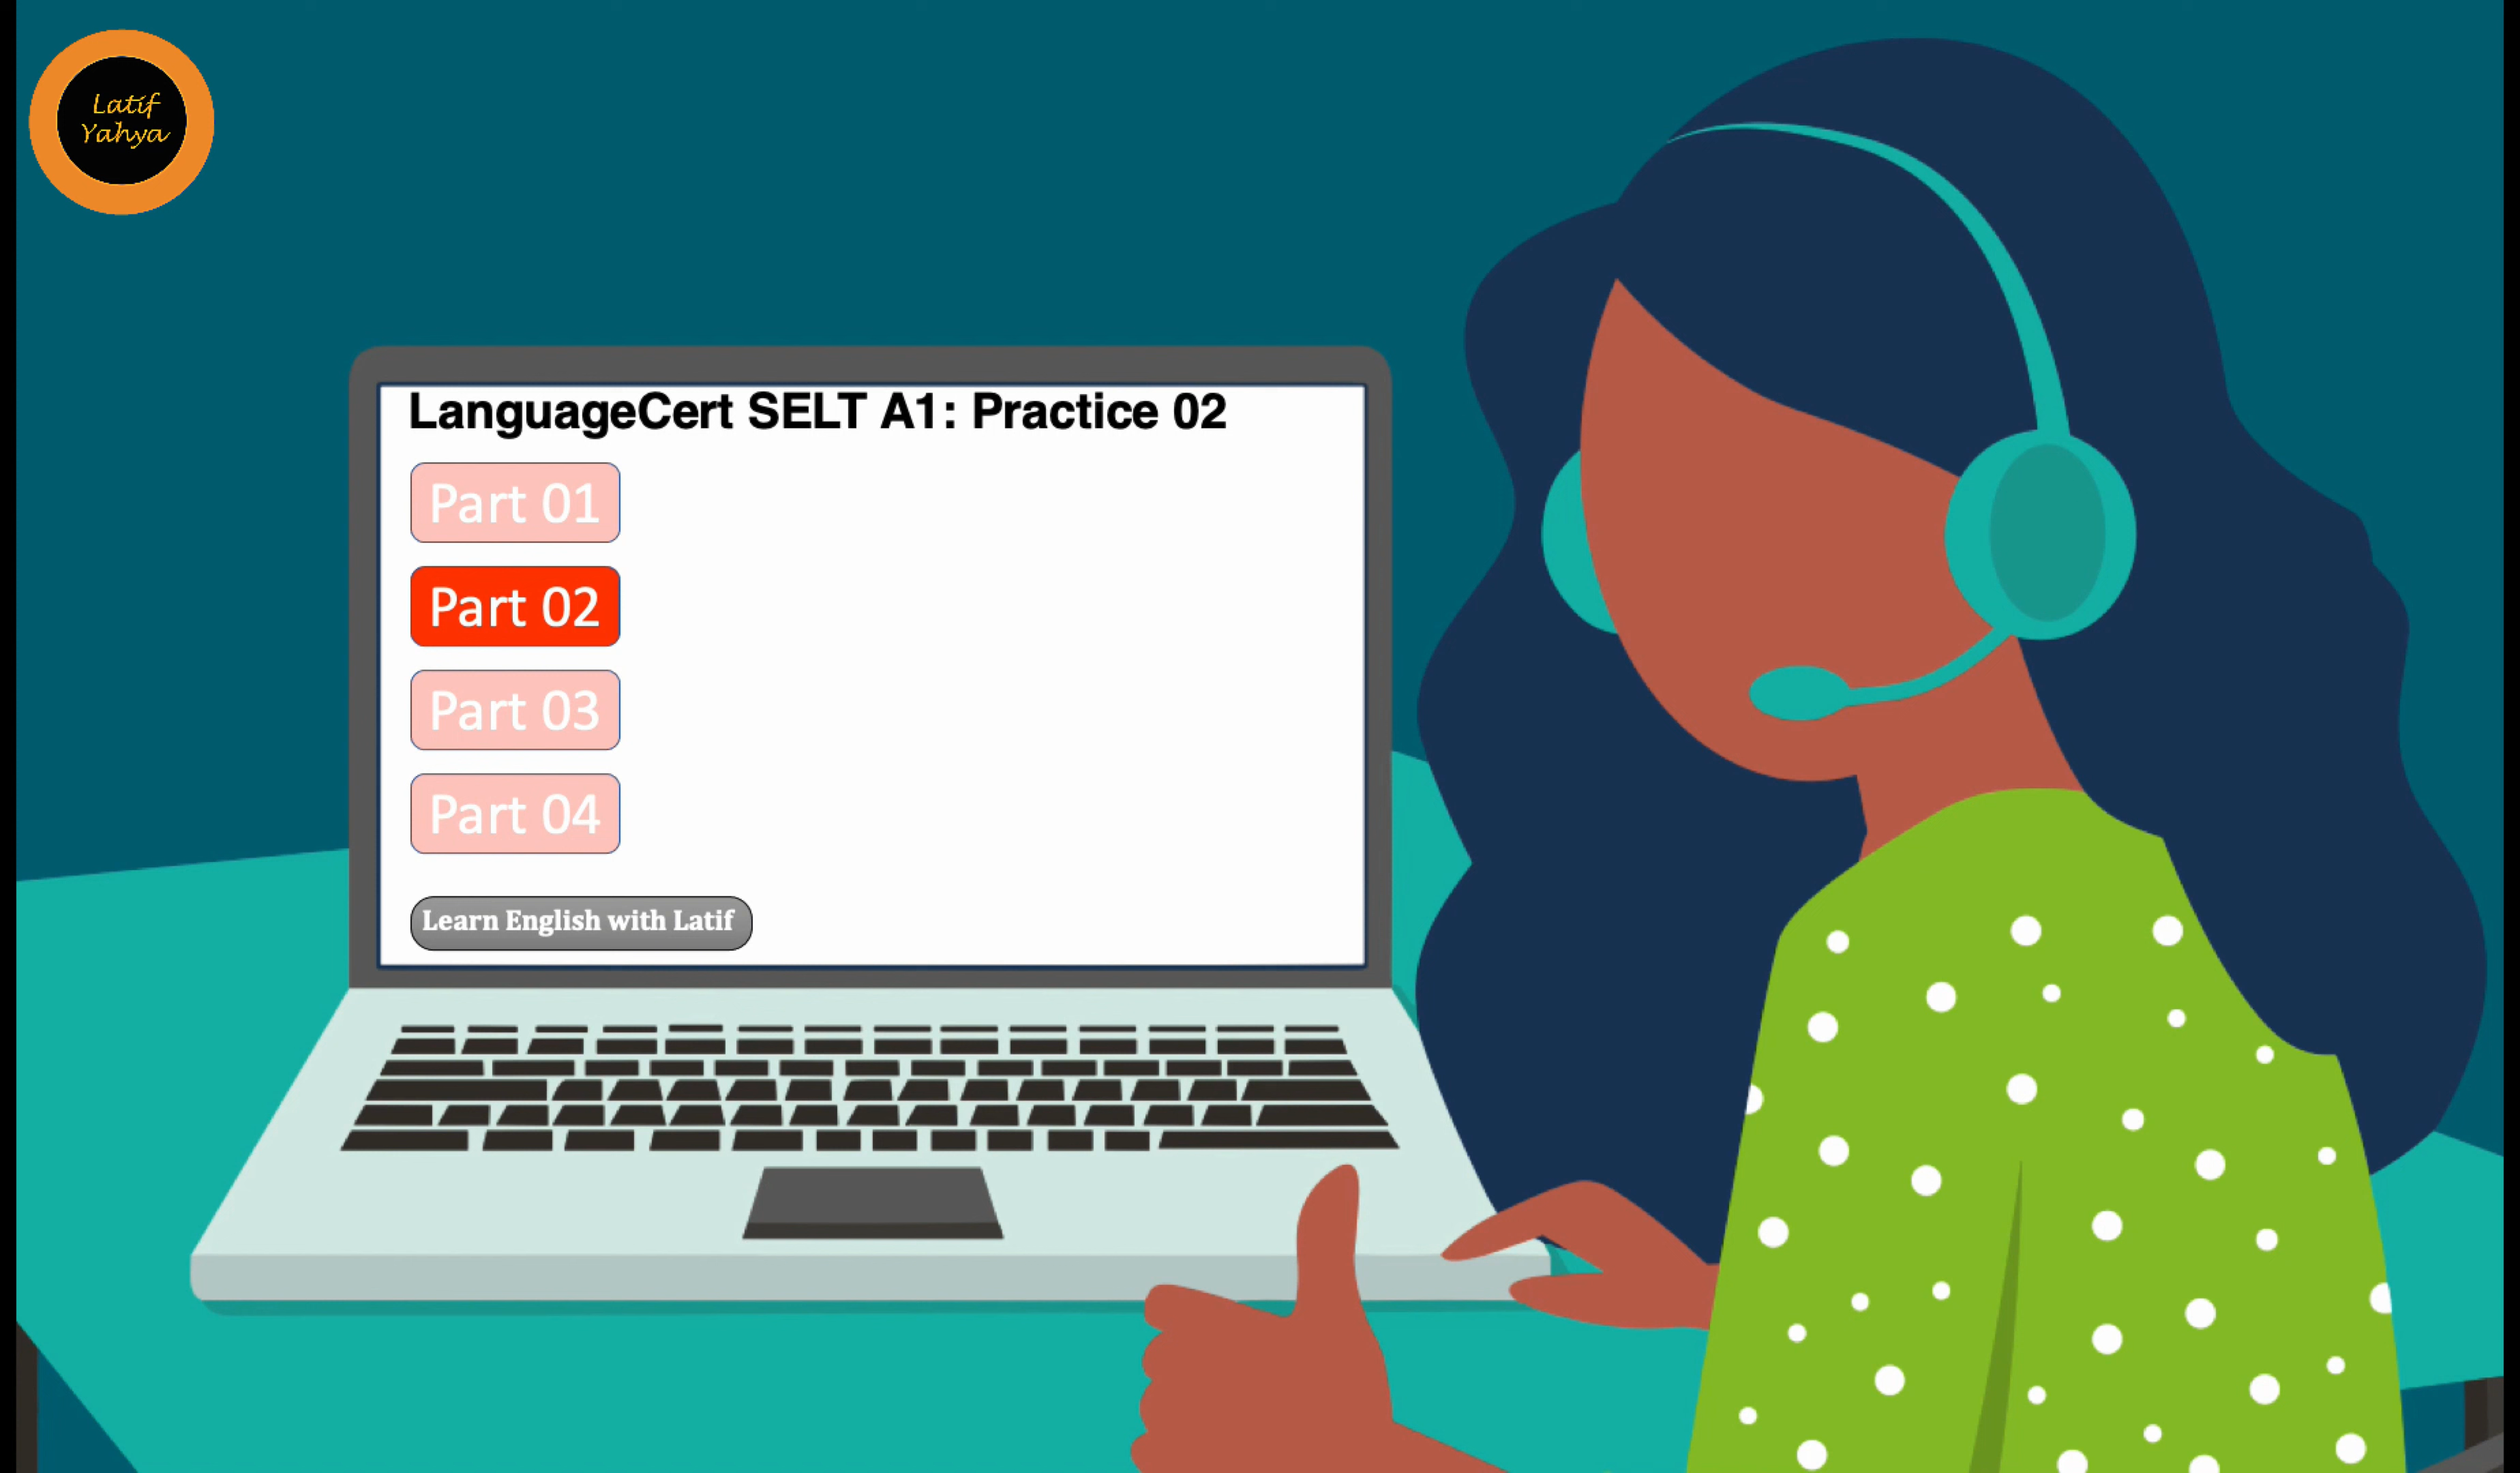 Latif
Yahya
LanguageCert SELT A1: Practice 02
Part 01
Part 02
Part 03
Part 04
Learn English with Latif